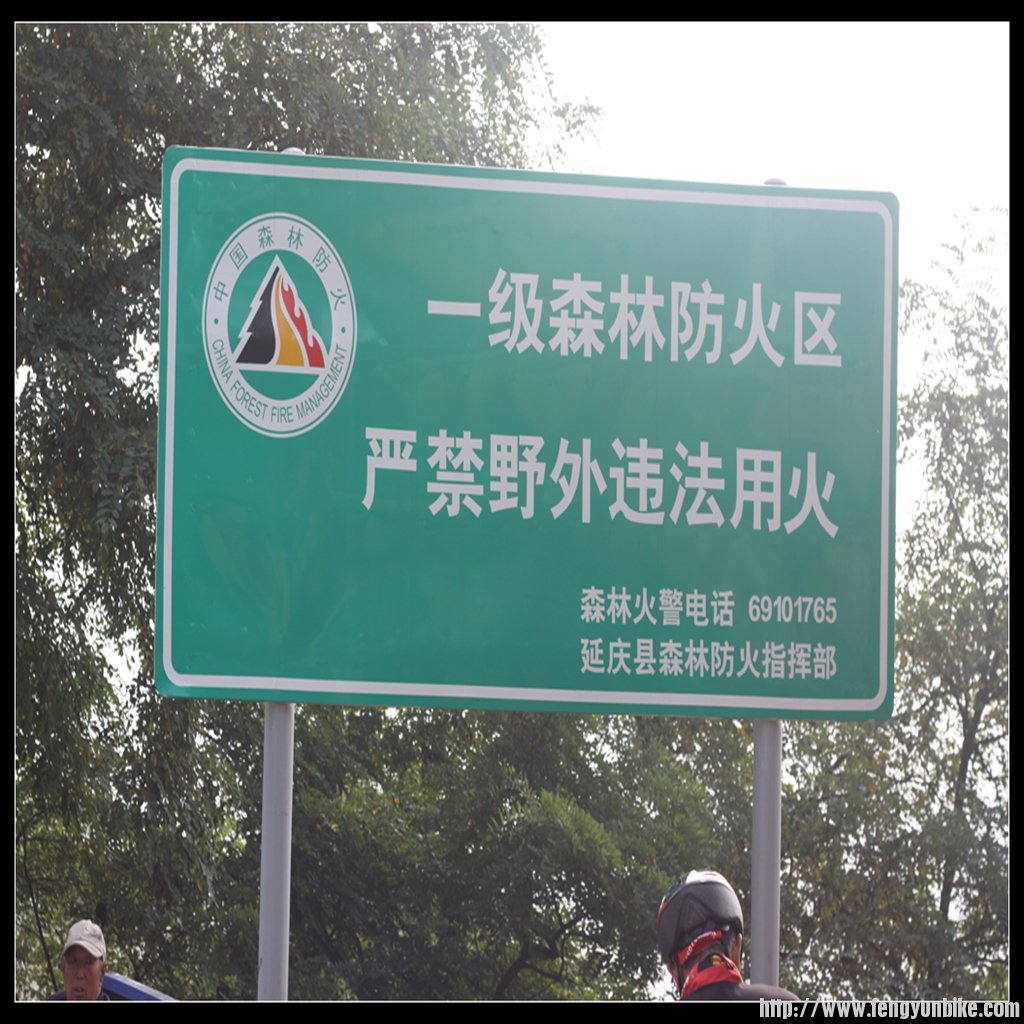 中国森林防火
CHINA FOREST FIRE MANAGEMENT
一级森林防火区
严禁野外违法用火
森林火警电话 69101765
延庆县森林防火指挥部
http://www.fengyunbike.com